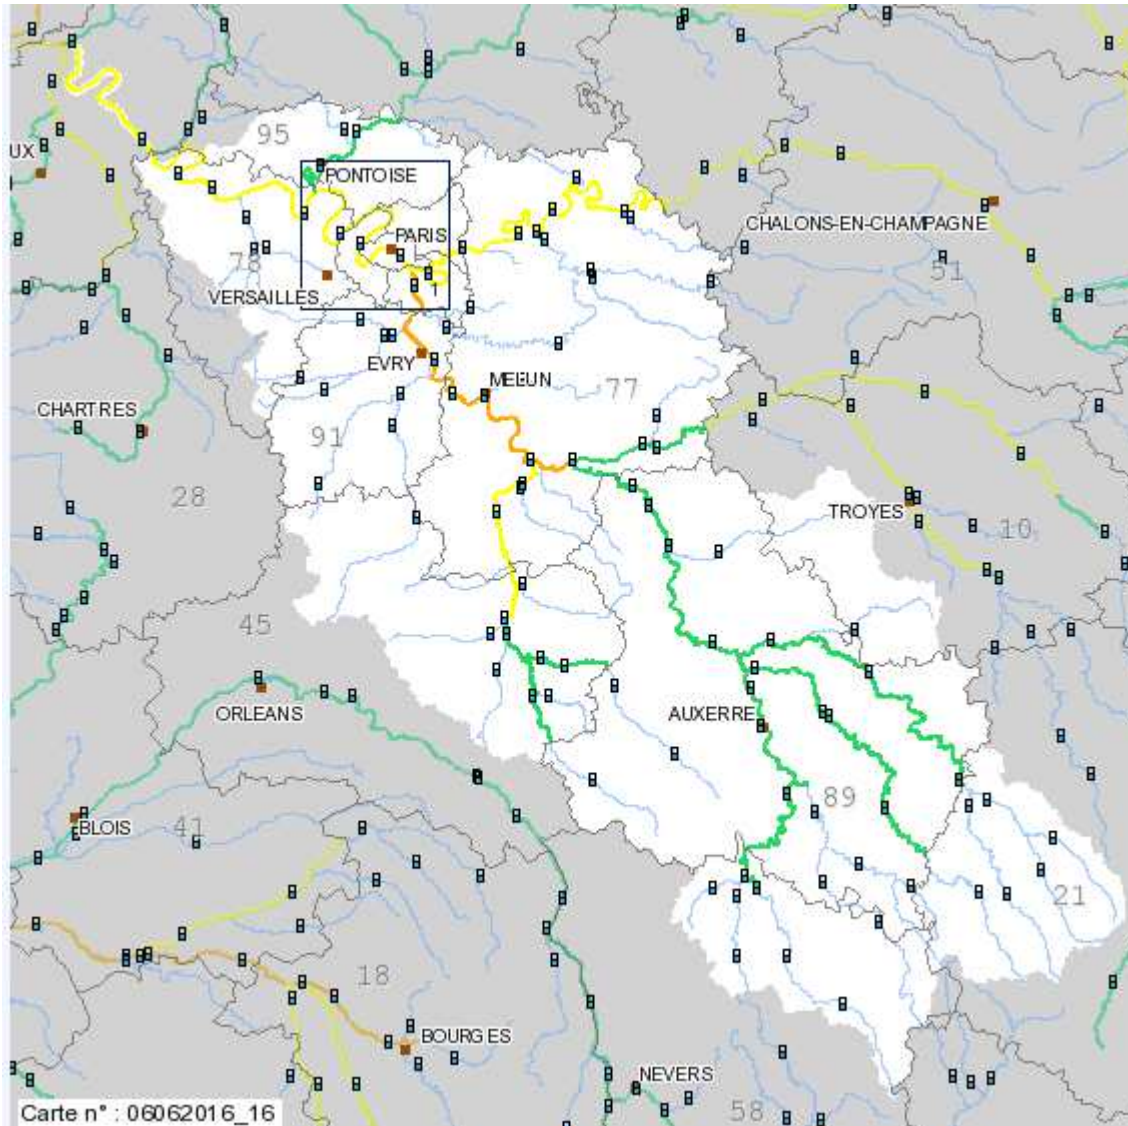 95
UX
PONTOISE
CHALONS-EN-CHAMPAGNE
PARIS
78
51
VERSAILLES
1
EVRY
MELUN
77
CHARTRES
91
28
TROYES
10
45
ORLEANS
AUXERRE
89
BLOIS
41
21
18
BOURGES
NEVERS
58
Carte n° : 06062016_16